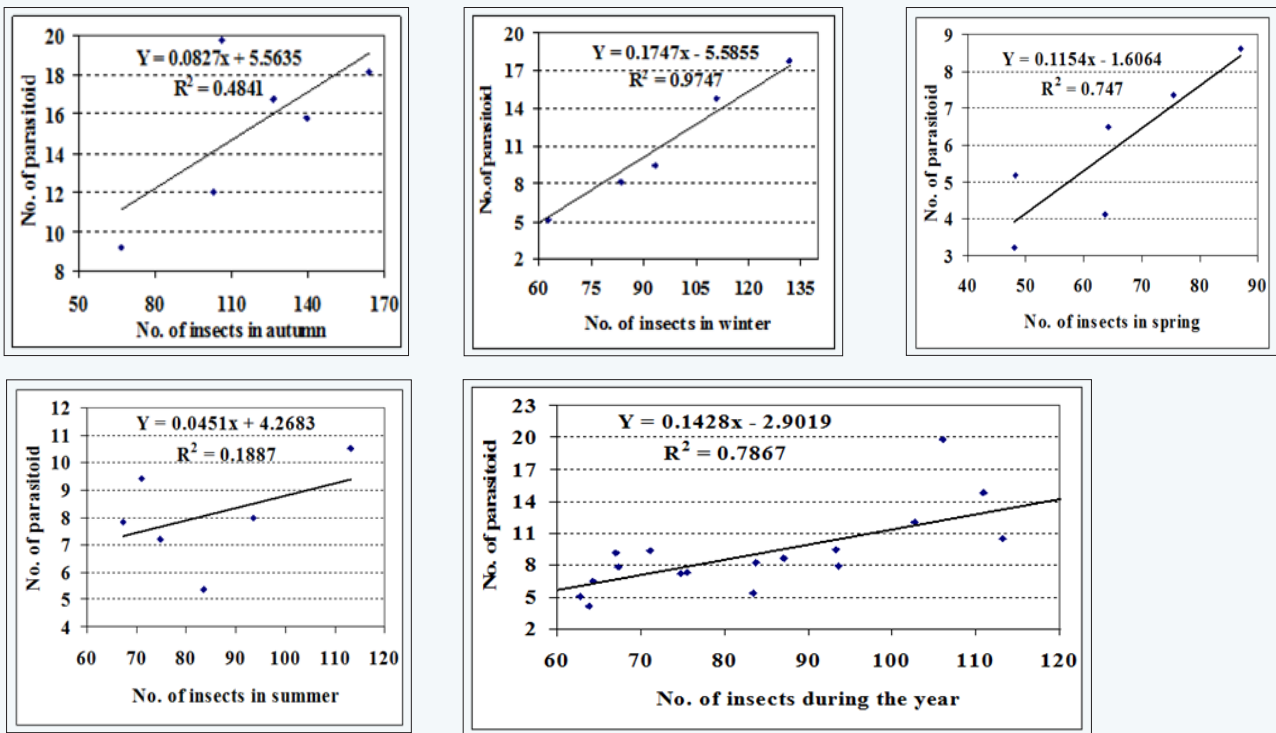 20
18
16
14
12
10
8
No. of parasitoid
Y = 0.0827x + 5.5635
R² = 0.4841
50 80 110 140 170
No. of insects in autumn
20
17
14
11
8
5
2
No. of parasitoid
Y = 0.1747x - 5.5855
R² = 0.9747
60 75 93 105 120 135
No. of insects in winter
9
8
7
6
5
4
3
No. of parasitoid
Y = 0.1154x - 1.6064
R² = 0.747
40 50 60 70 80 90
No. of insects in spring
12
11
10
9
8
7
6
5
4
No. of parasitoid
Y = 0.0451x + 4.2683
R² = 0.1887
60 70 80 90 100 110 120
No. of insects in summer
23
20
17
14
11
8
5
2
No. of parasitoid
Y = 0.1428x - 2.9019
R² = 0.7867
60 70 80 90 100 110 120
No. of insects during the year